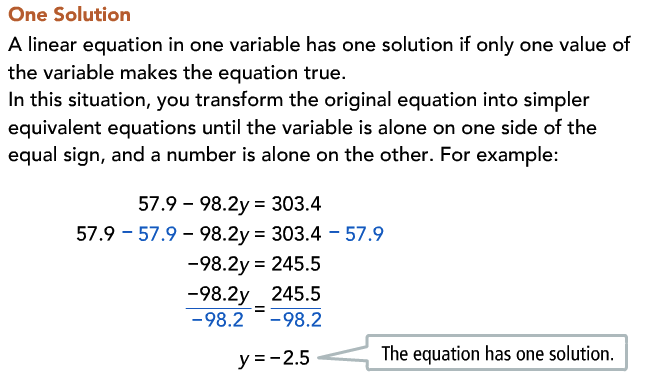 One Solution
A linear equation in one variable has one solution if only one value of
the variable makes the equation true.
In this situation, you transform the original equation into simpler
equivalent equations until the variable is alone on one side of the
equal sign, and a number is alone on the other. For example:
57.9 − 98.2y = 303.4
57.9 − 57.9 − 98.2y = 303.4 − 57.9
−98.2y = 245.5
−98.2y/−98.2 = 245.5/−98.2
y = −2.5
The equation has one solution.